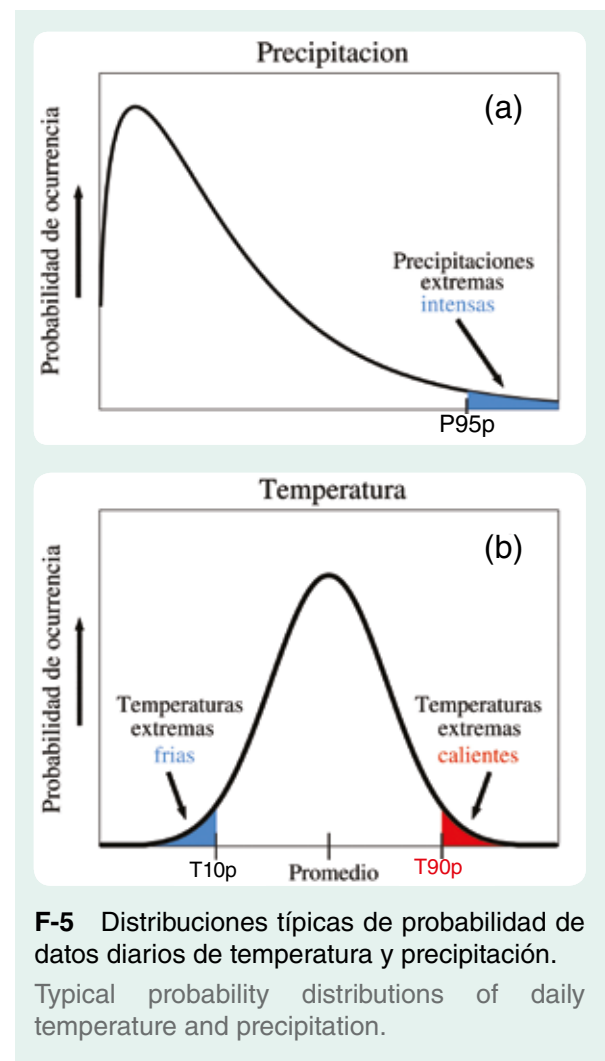 Precipitacion
(a)
Probabilidad de ocurrencia
Precipitaciones
extremas
intensas
P95p
Temperatura
(b)
Probabilidad de ocurrencia
Temperaturas
extremas
frias
Temperaturas
extremas
calientes
T10p
Promedio
T90p
F-5 Distribuciones típicas de probabilidad de
datos diarios de temperatura y precipitación.
Typical probability distributions of daily
temperature and precipitation.